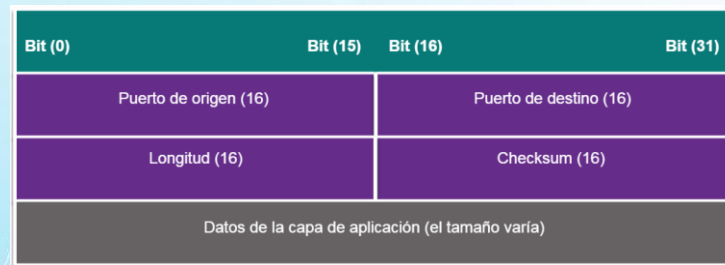 Bit (0) Bit (15) Bit (16) Bit (31)
Puerto de origen (16) Puerto de destino (16)
Longitud (16) Checksum (16)
Datos de la capa de aplicación (el tamaño varía)